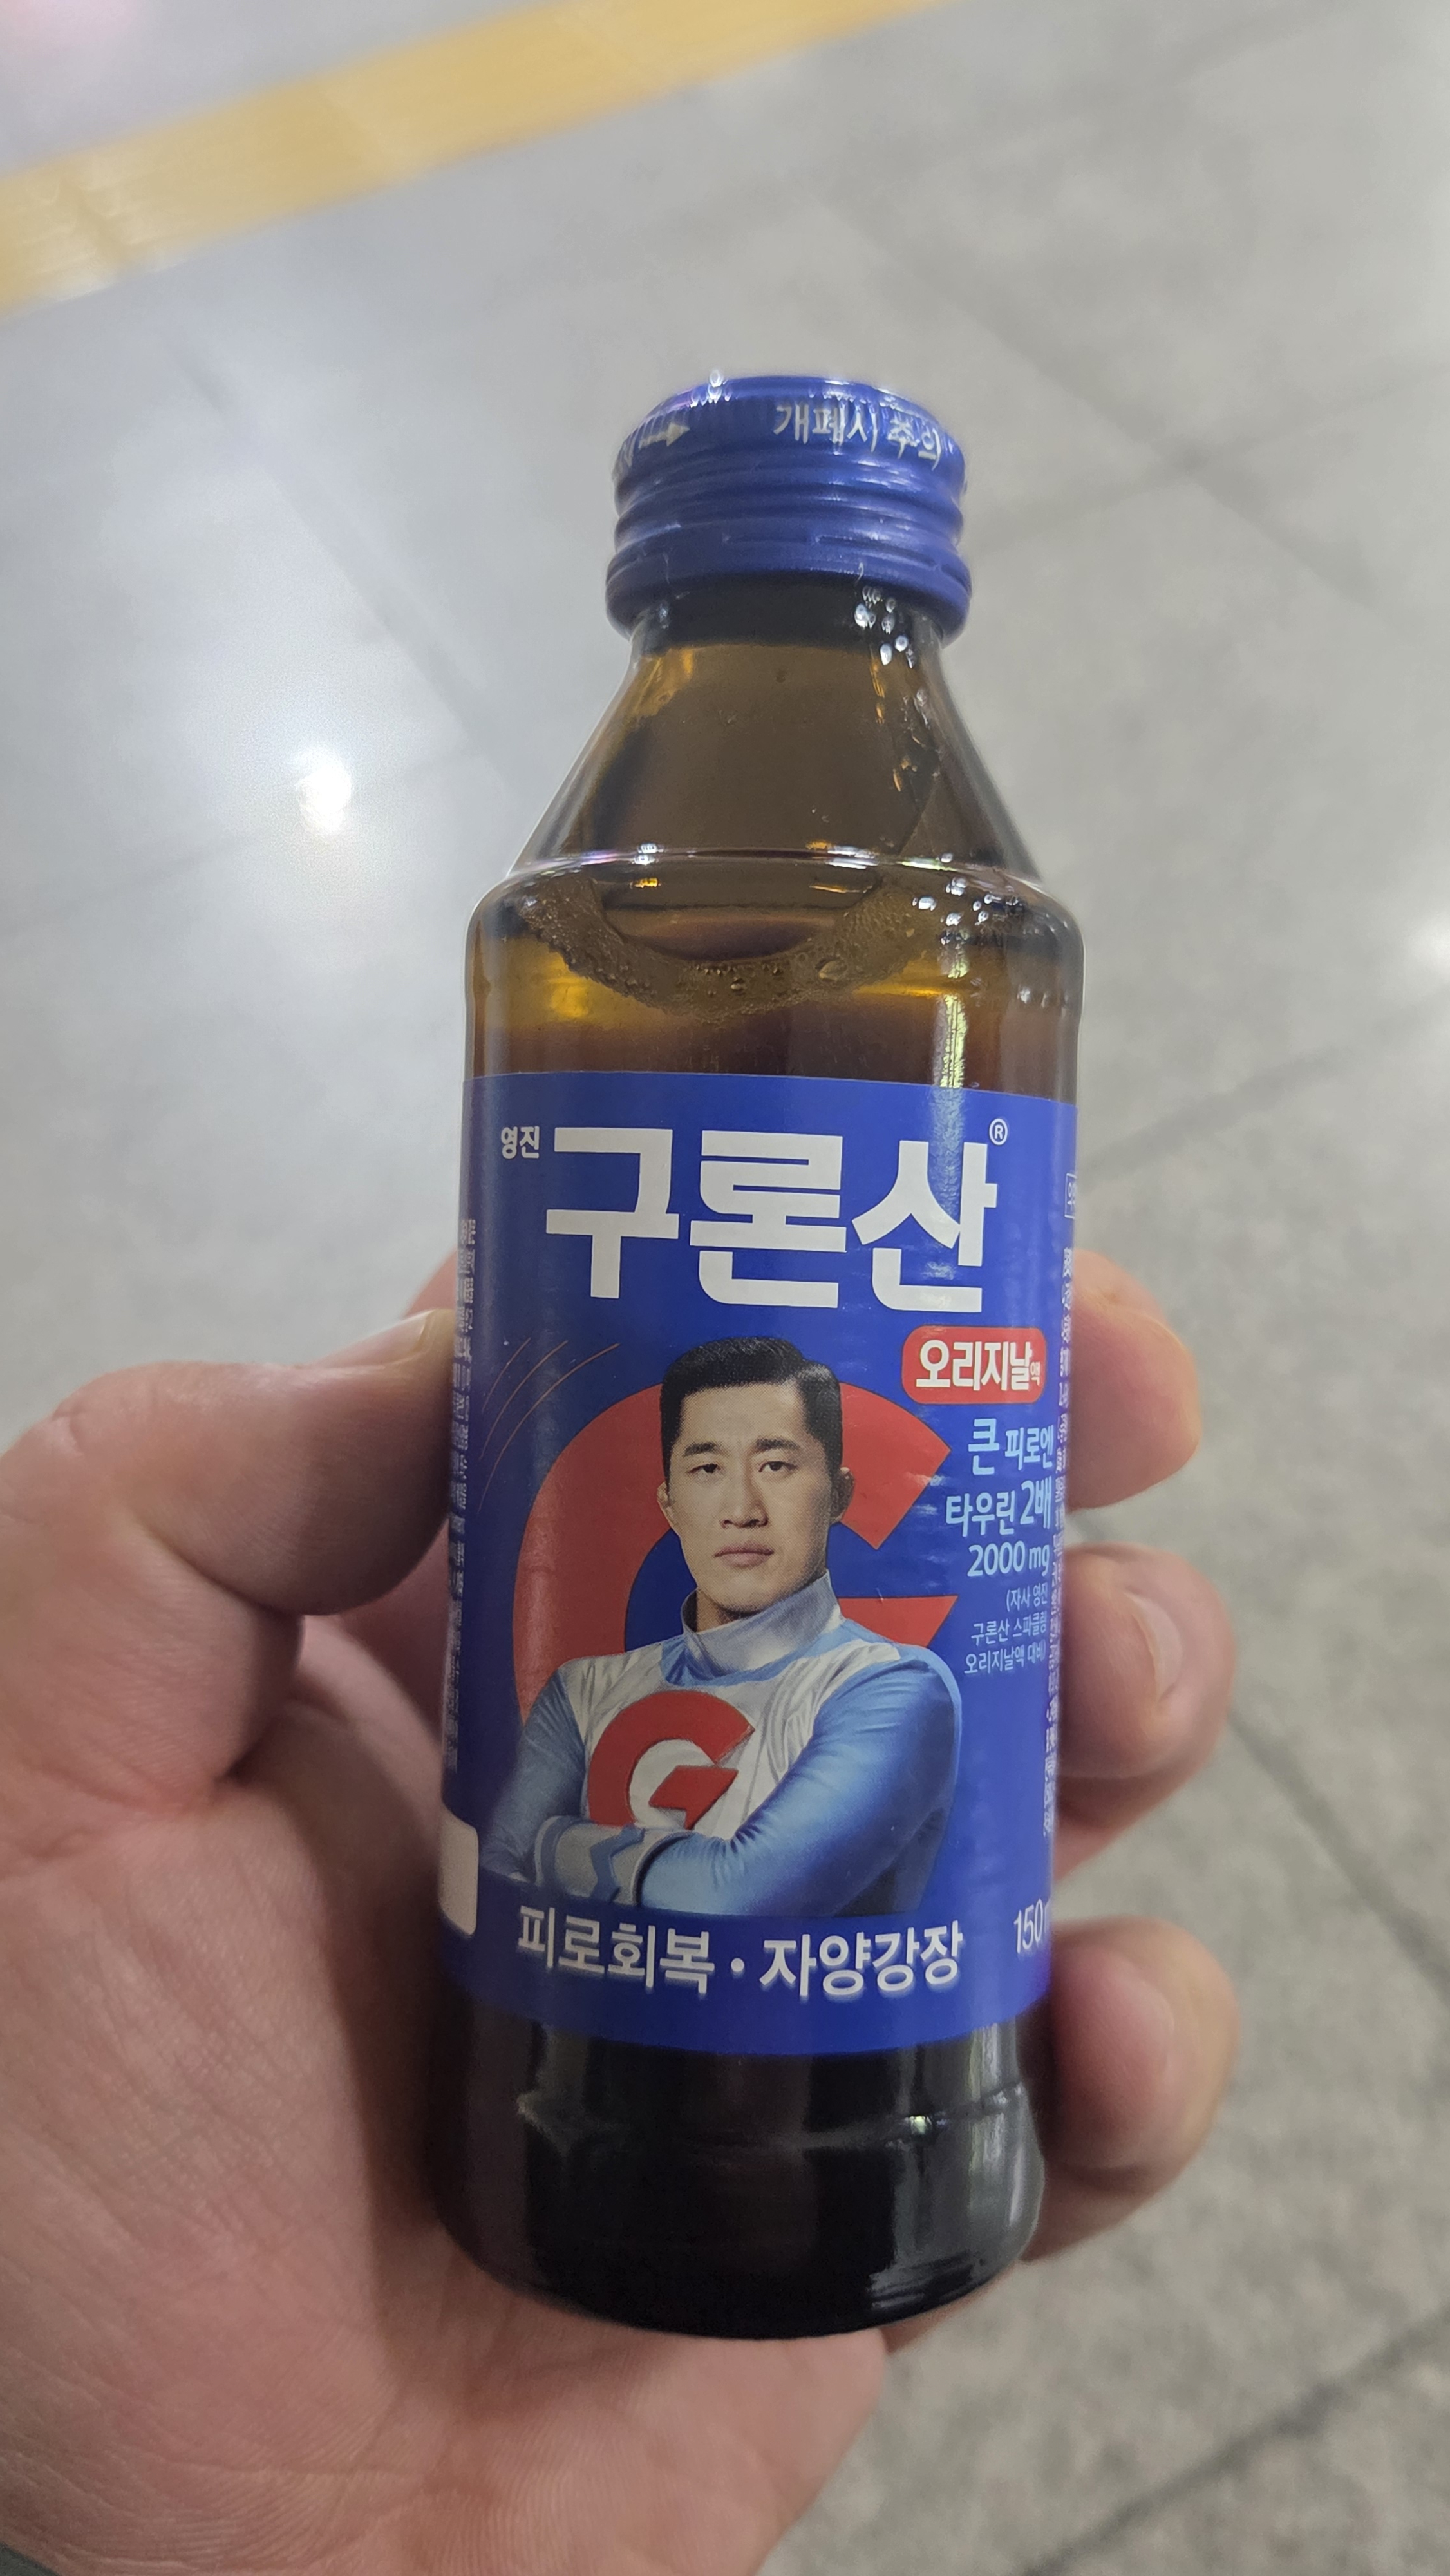 개폐시 주의
영진 구론산®
오리지날액
큰 피로엔
타우린 2배
2000 mg
(자사 영진
구론산 스파클링
오리지날액 대비)
피로회복·자양강장
150